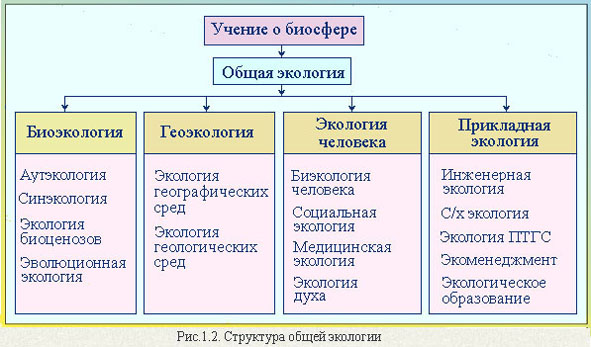 Учение о биосфере
Общая экология
Биоэкология
Аутэкология
Синэкология
Экология
биоценозов
Эволюционная
экология
Геоэкология
Экология
географических
сред
Экология
геологических
сред
Экология
человека
Биэкология
человека
Социальная
экология
Медицинская
экология
Экология
духа
Прикладная
экология
Инженерная
экология
С/х экология
Экология ПТГС
Экоменеджмент
Экологическое
образование
Рис.1.2. Структура общей экологии